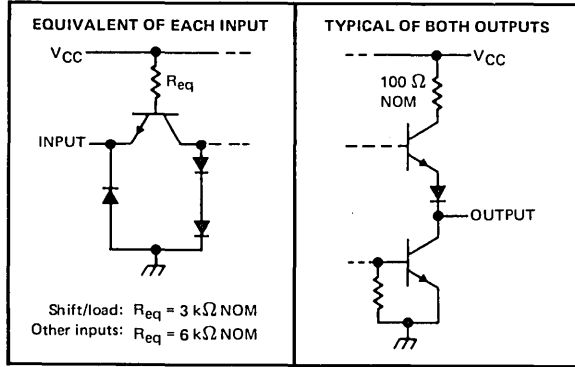 EQUIVALENT OF EACH INPUT
VCC
Req
INPUT
Shift/load: Req = 3 kΩ NOM
Other inputs: Req = 6 kΩ NOM
TYPICAL OF BOTH OUTPUTS
VCC
100 Ω
NOM
OUTPUT